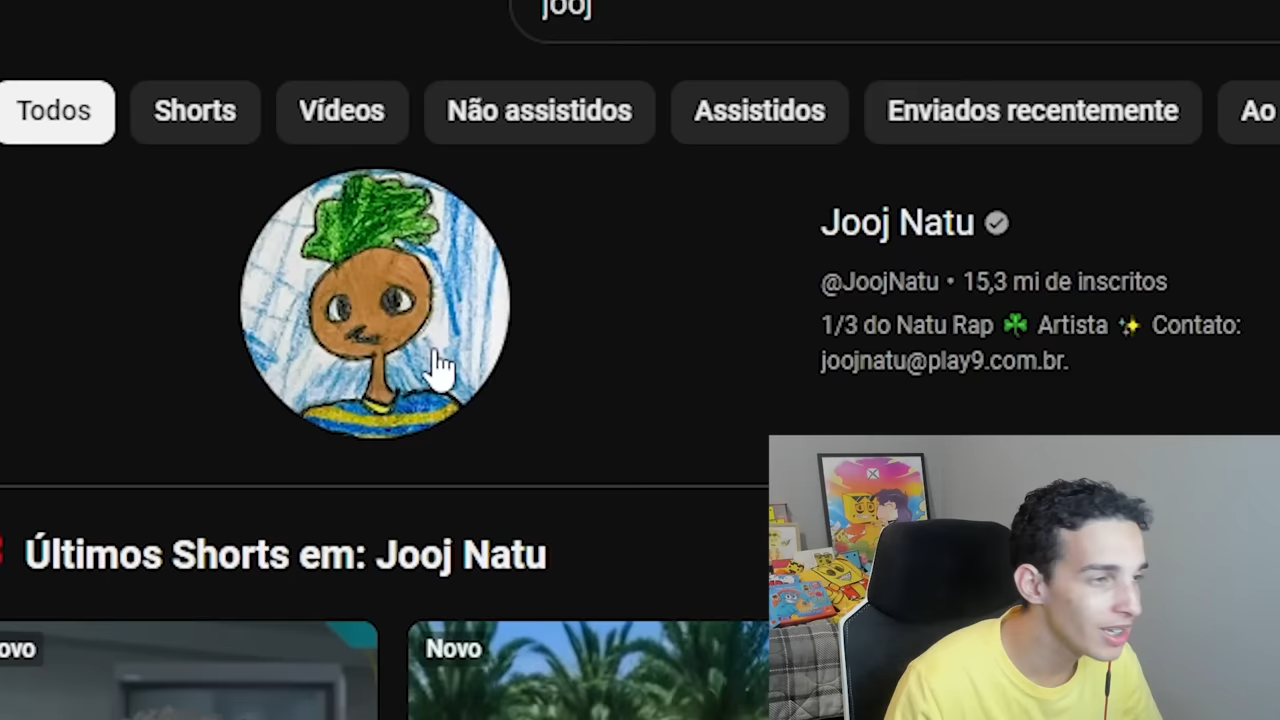 jooj
Todos
Shorts
Vídeos
Não assistidos
Assistidos
Enviados recentemente
Ao
Jooj Natu
@JoojNatu • 15,3 mi de inscritos
1/3 do Natu Rap ☘️ Artista ✨ Contato:
joojnatu@play9.com.br.
Últimos Shorts em: Jooj Natu
ovo
Novo